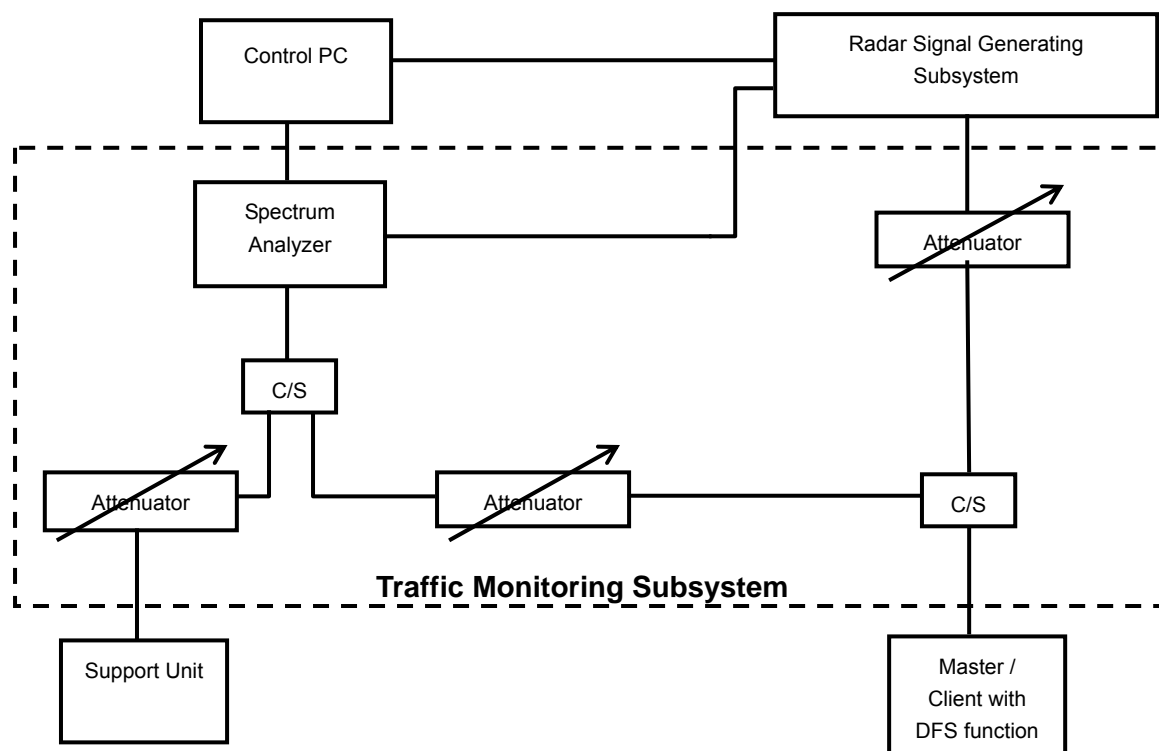 Control PC
Radar Signal Generating
Subsystem
Spectrum
Analyzer
Attenuator
C/S
Attenuator
Attenuator
C/S
Traffic Monitoring Subsystem
Support Unit
Master /
Client with
DFS function